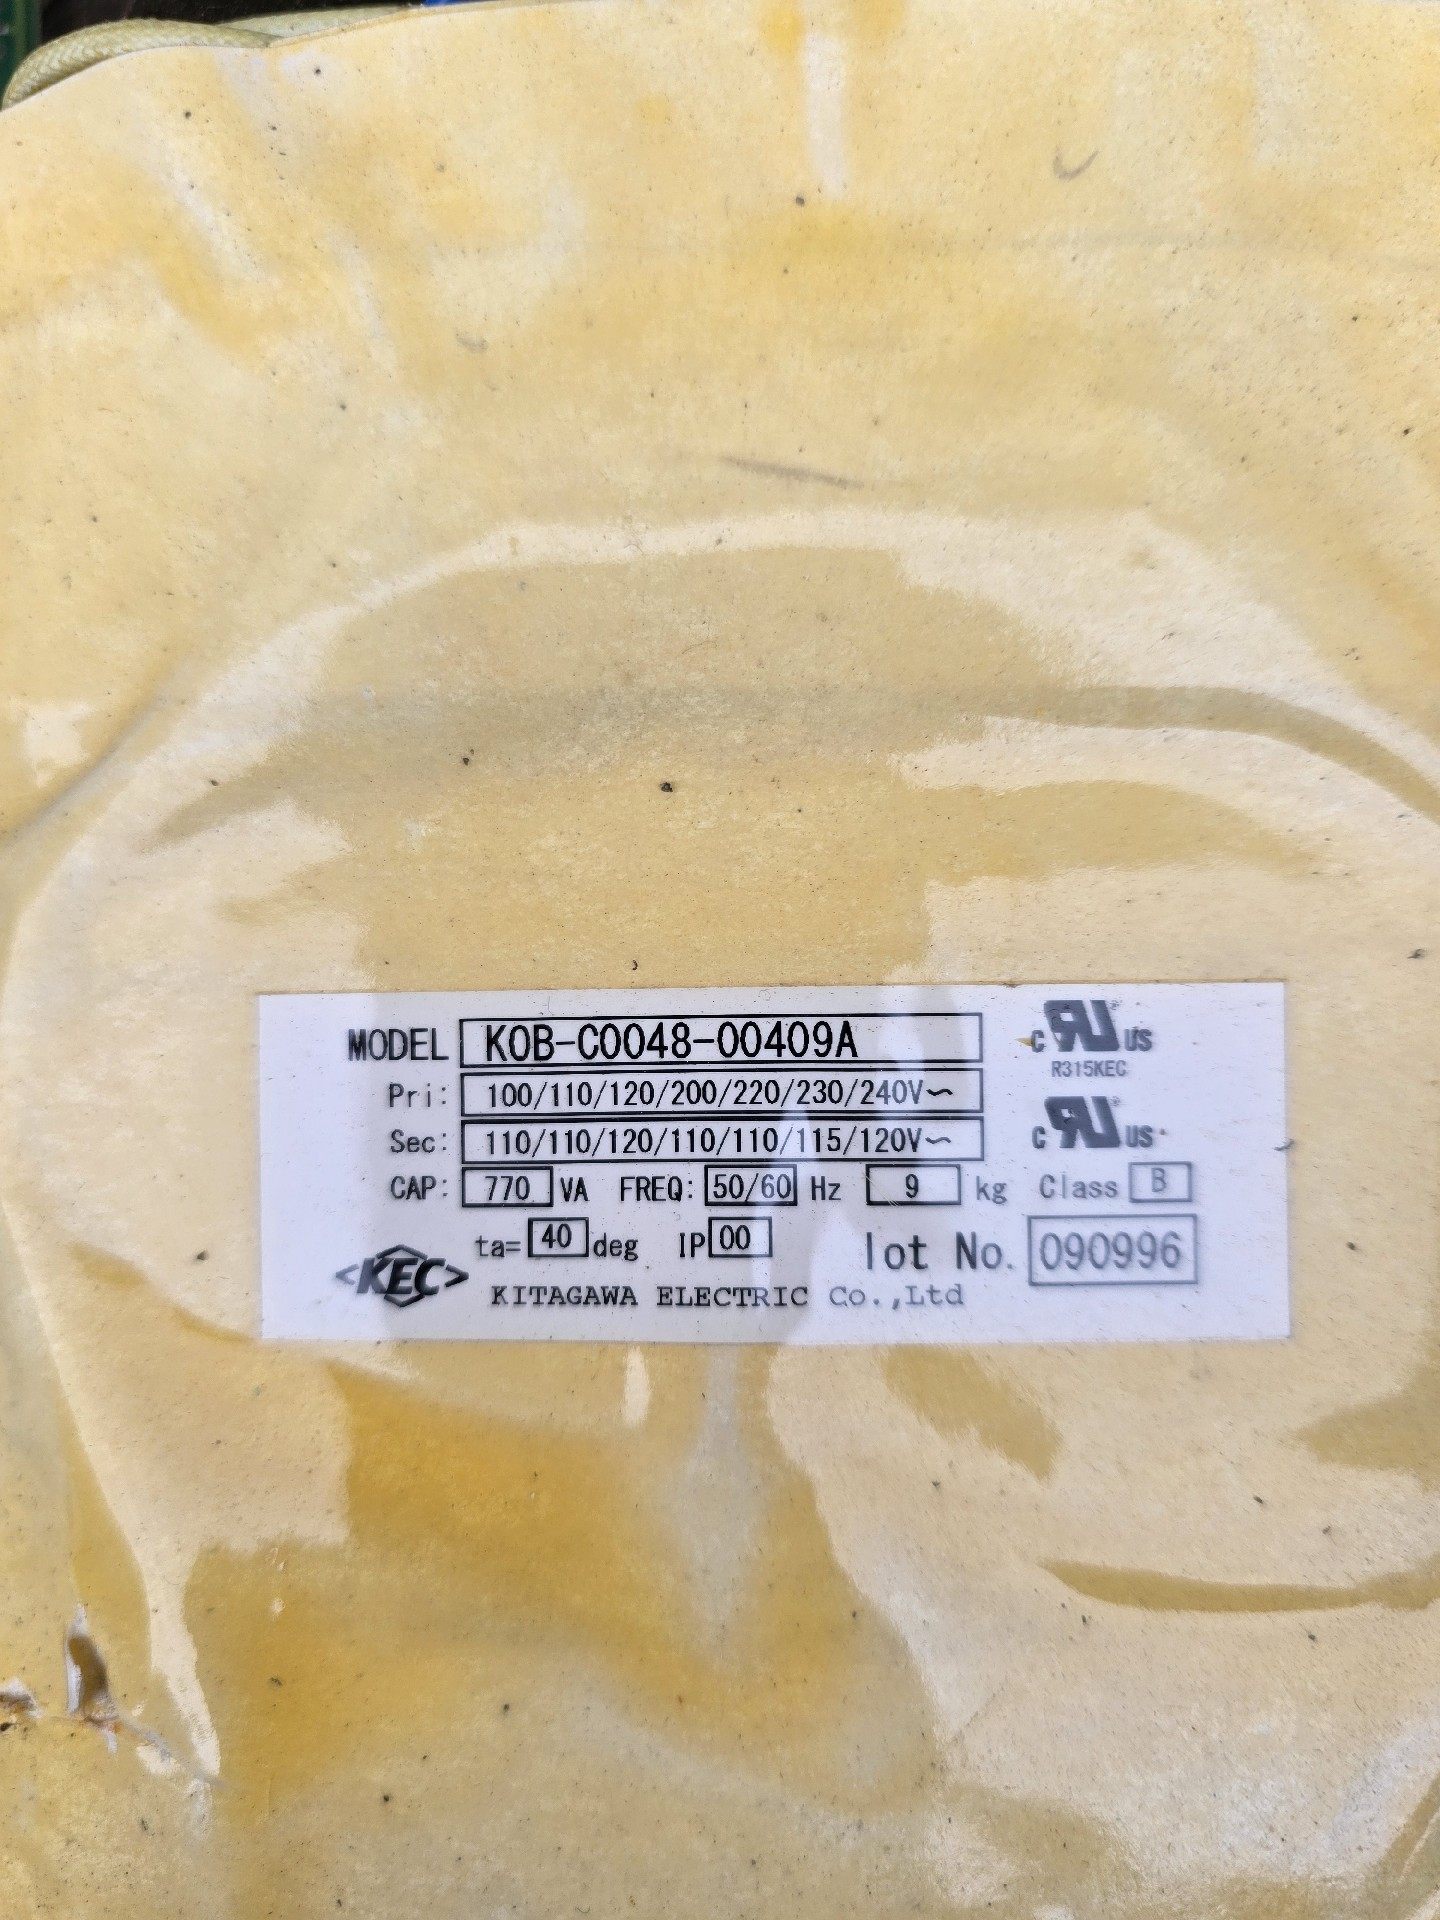 MODEL KOB-C0048-00409A
Pri: 100/110/120/200/220/230/240V~
Sec: 110/110/120/110/110/115/120V~
CAP: 770 VA FREQ: 50/60 Hz 9 kg Class B
ta= 40 deg IP 00 lot No. 090996
<KEC> KITAGAWA ELECTRIC Co.,Ltd
c RU US
R315KEC
c RU US